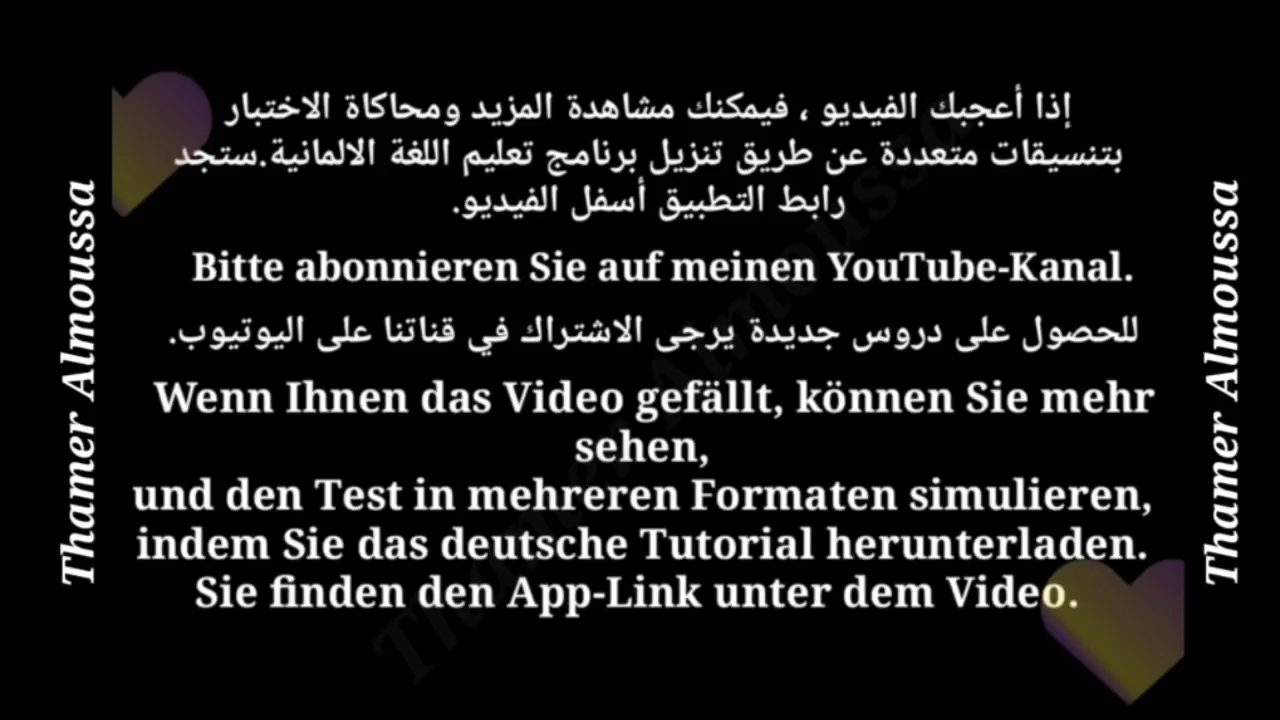 إذا أعجبك الفيديو ، فيمكنك مشاهدة المزيد ومحاكاة الاختبار
بتنسيقات متعددة عن طريق تنزيل برنامج تعليم اللغة الالمانية.ستجد
رابط التطبيق أسفل الفيديو.
Bitte abonnieren Sie auf meinen YouTube-Kanal.
للحصول على دروس جديدة يرجى الاشتراك في قناتنا على اليوتيوب.
Wenn Ihnen das Video gefällt, können Sie mehr
sehen,
und den Test in mehreren Formaten simulieren,
indem Sie das deutsche Tutorial herunterladen.
Sie finden den App-Link unter dem Video.
Thamer Almoussa
Thamer Almoussa
Thamer Almoussa